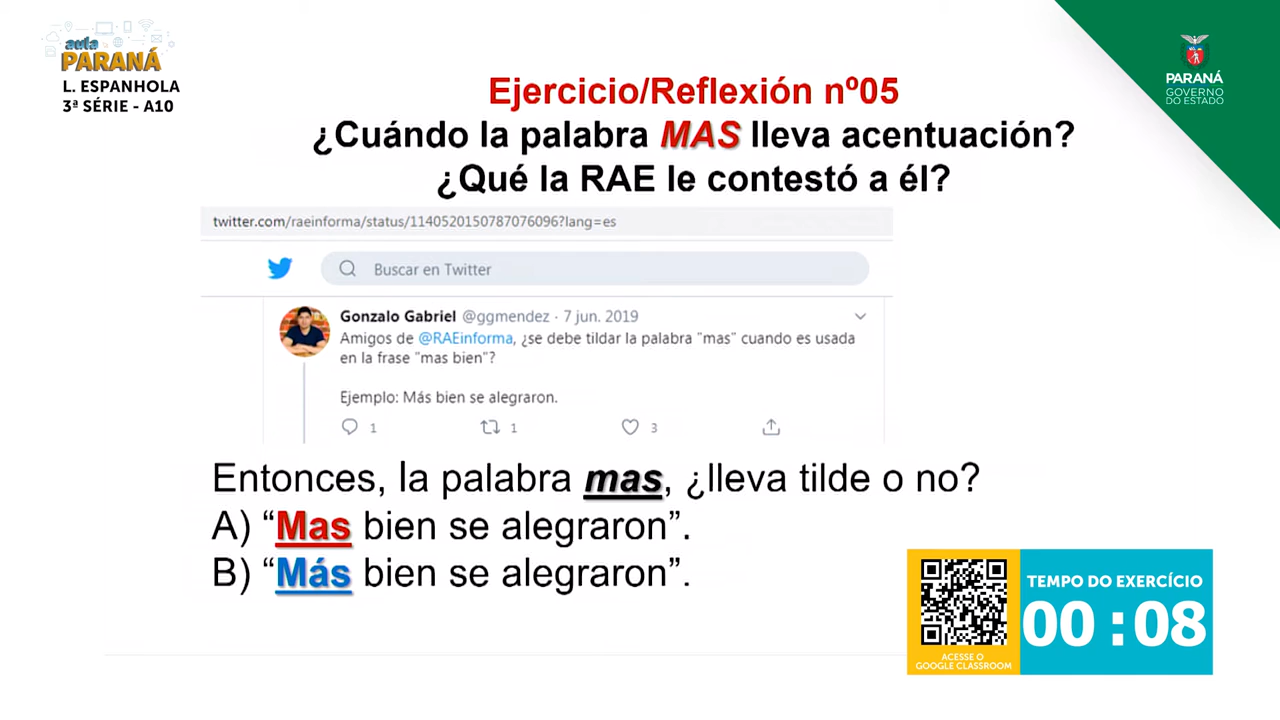 aula
PARANÁ
L. ESPANHOLA
3ª SÉRIE - A10
PARANÁ
GOVERNO
DO ESTADO
Ejercicio/Reflexión nº05
¿Cuándo la palabra MAS lleva acentuación?
¿Qué la RAE le contestó a él?
twitter.com/raeinforma/status/1140520150787076096?lang=es
Buscar en Twitter
Gonzalo Gabriel @ggmendez · 7 jun. 2019
Amigos de @RAEinforma, ¿se debe tildar la palabra "mas" cuando es usada
en la frase "mas bien"?
Ejemplo: Más bien se alegraron.
1 1 3
Entonces, la palabra mas, ¿lleva tilde o no?
A) “Mas bien se alegraron”.
B) “Más bien se alegraron”.
TEMPO DO EXERCÍCIO
00 : 08
ACESSE O
GOOGLE CLASSROOM